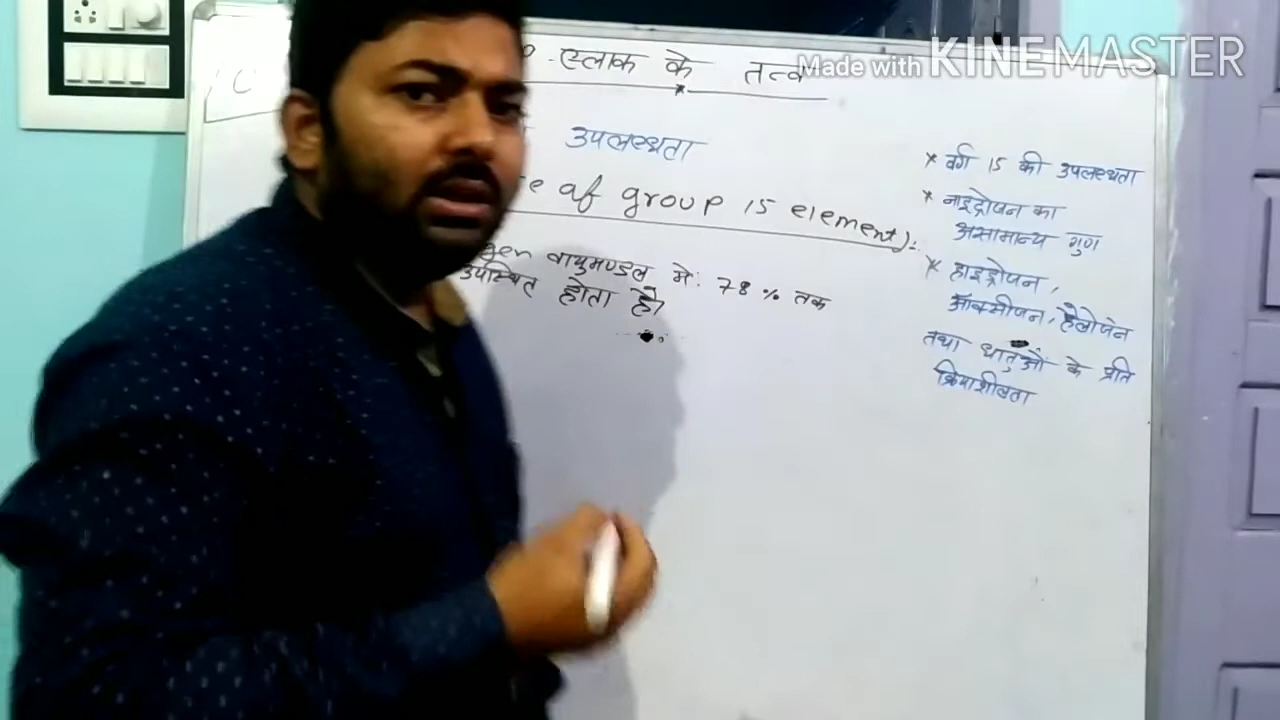 Made with KINEMASTER
C
ब्लाक के तत्व
उपलब्धता
of group 15 element):-
gen वायुमण्डल में: 78 % तक
उपस्थित होता है।
* वर्ग 15 की उपलब्धता
* नाइट्रोजन का
असामान्य गुण
* हाइड्रोजन,
ऑक्सीजन, हैलोजन
तथा धातुओं के प्रति
क्रियाशीलता